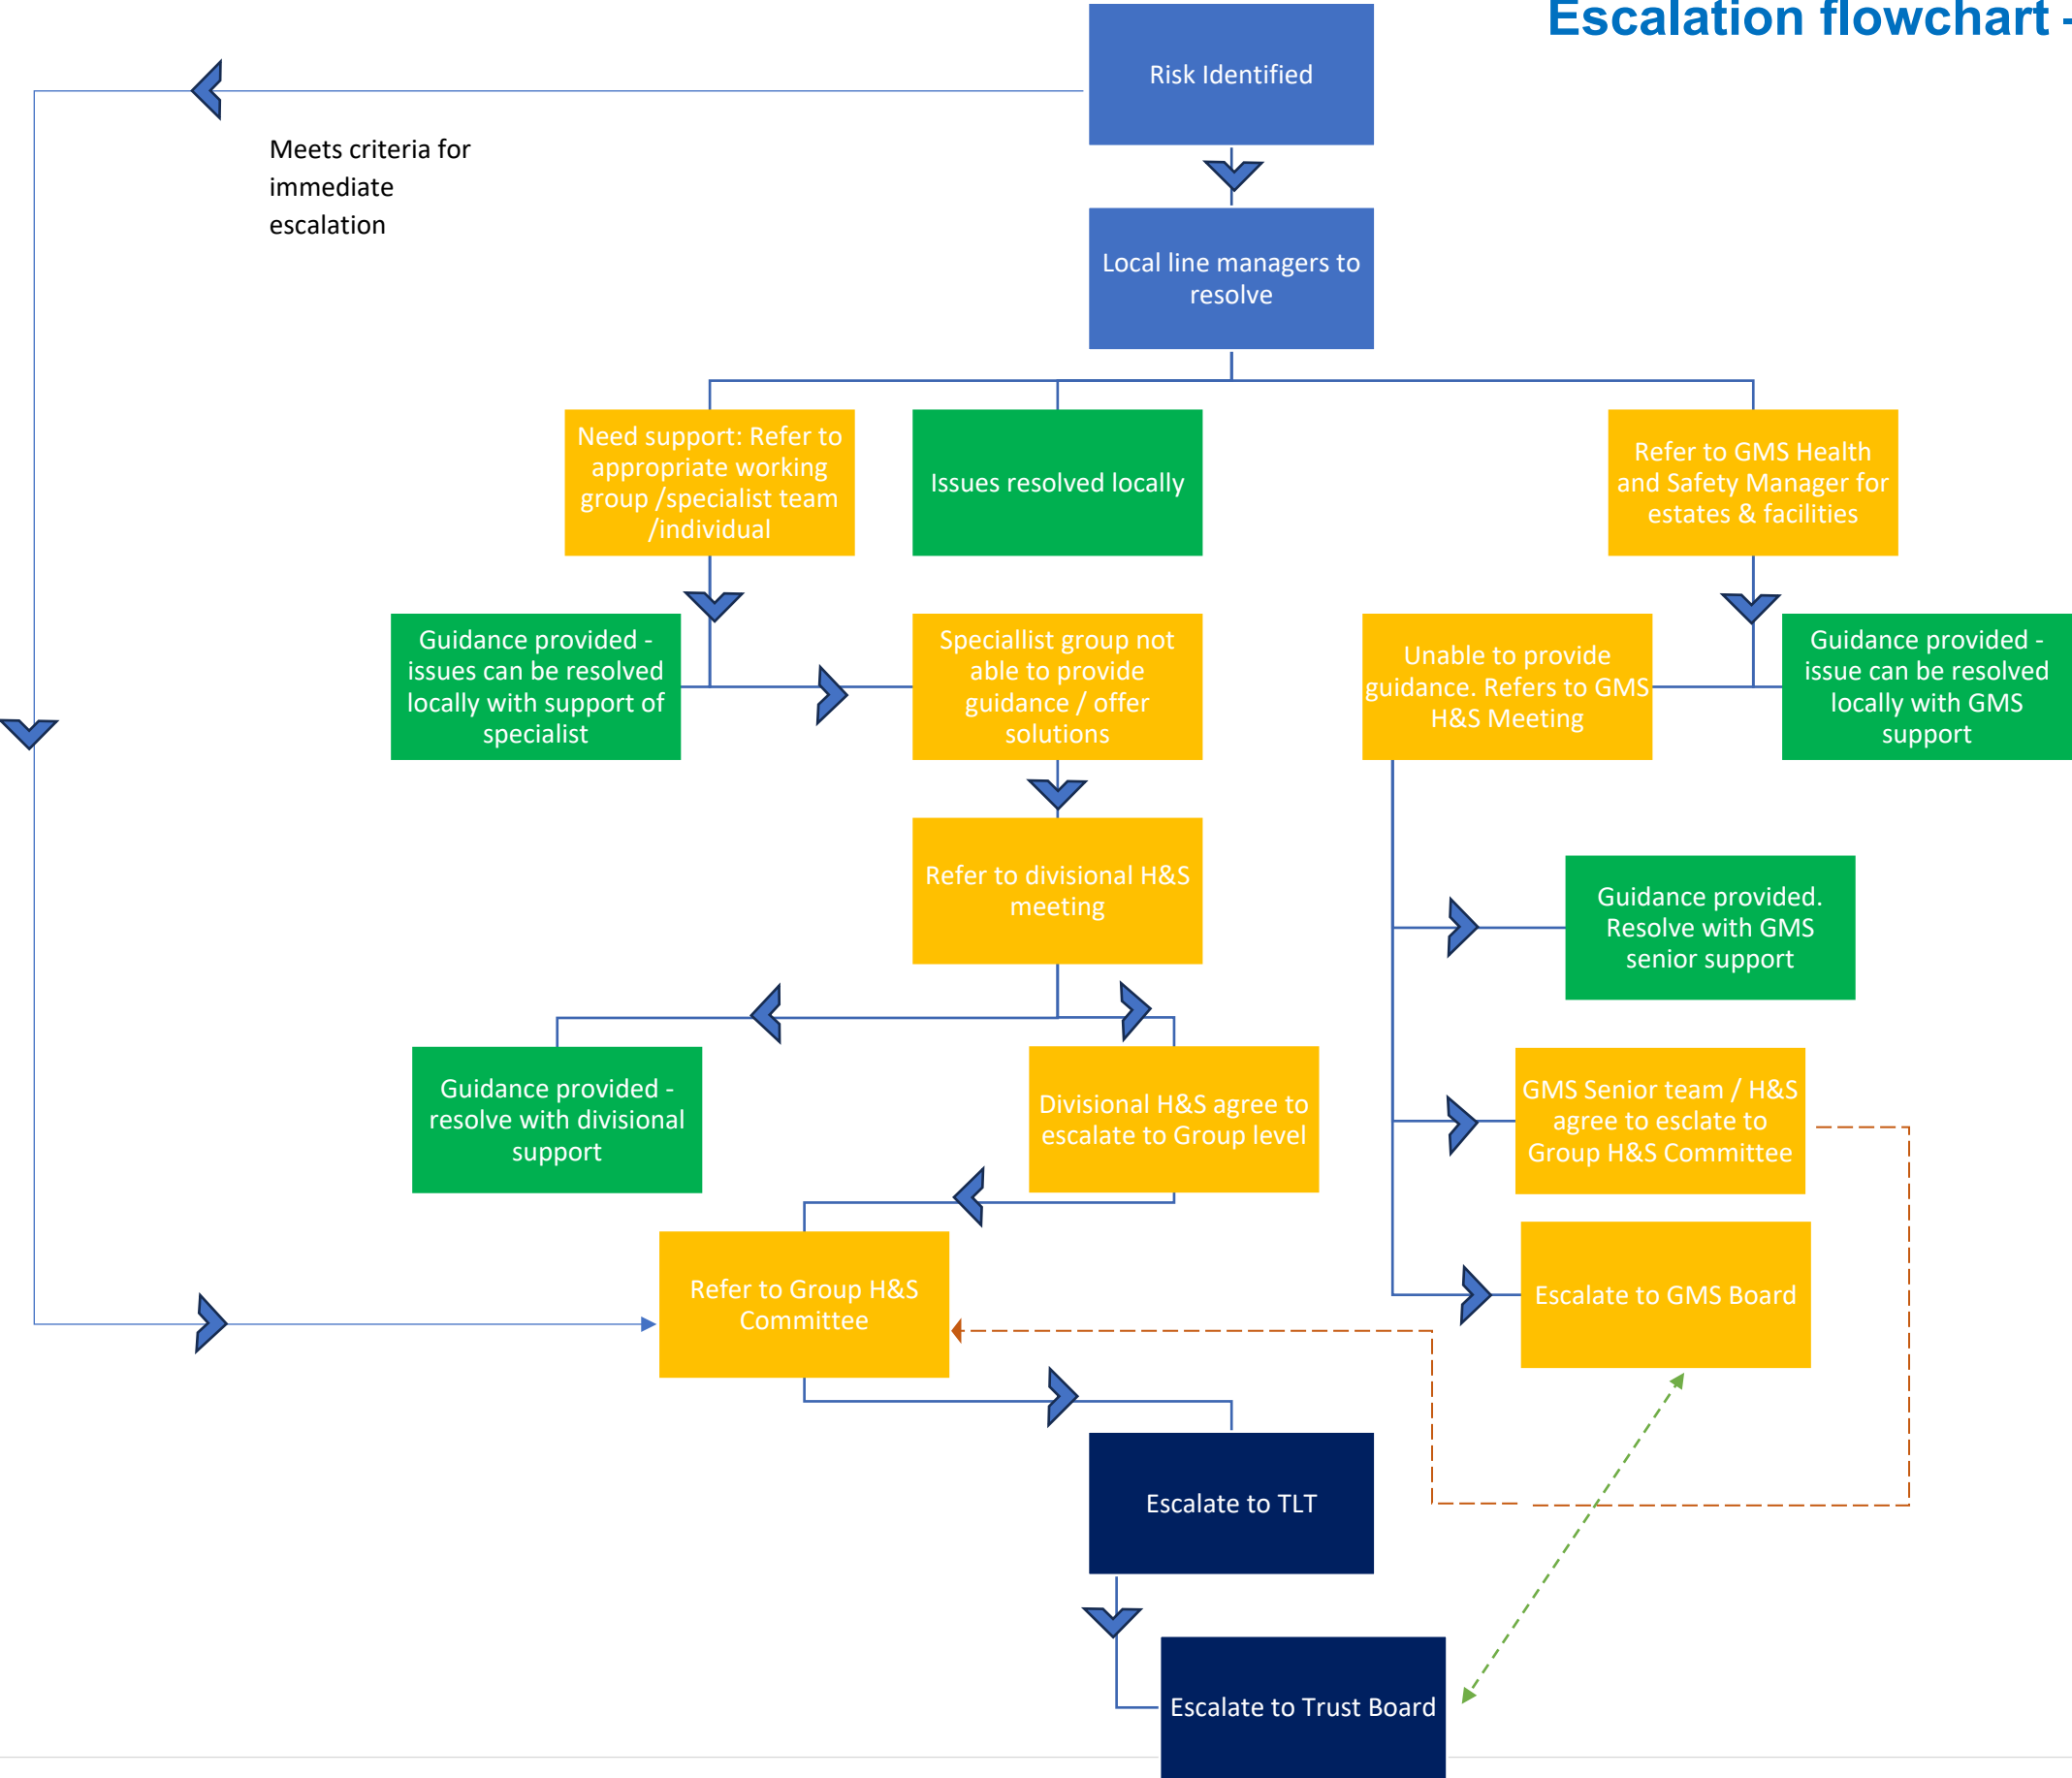 Escalation flowchart -
Risk Identified
Meets criteria for
immediate
escalation
Local line managers to
resolve
Need support: Refer to
appropriate working
group /specialist team
/individual
Issues resolved locally
Refer to GMS Health
and Safety Manager for
estates & facilities
Guidance provided -
issues can be resolved
locally with support of
specialist
Speciallist group not
able to provide
guidance / offer
solutions
Unable to provide
guidance. Refers to GMS
H&S Meeting
Guidance provided -
issue can be resolved
locally with GMS
support
Refer to divisional H&S
meeting
Guidance provided.
Resolve with GMS
senior support
Guidance provided -
resolve with divisional
support
Divisional H&S agree to
escalate to Group level
GMS Senior team / H&S
agree to esclate to
Group H&S Committee
Refer to Group H&S
Committee
Escalate to GMS Board
Escalate to TLT
Escalate to Trust Board